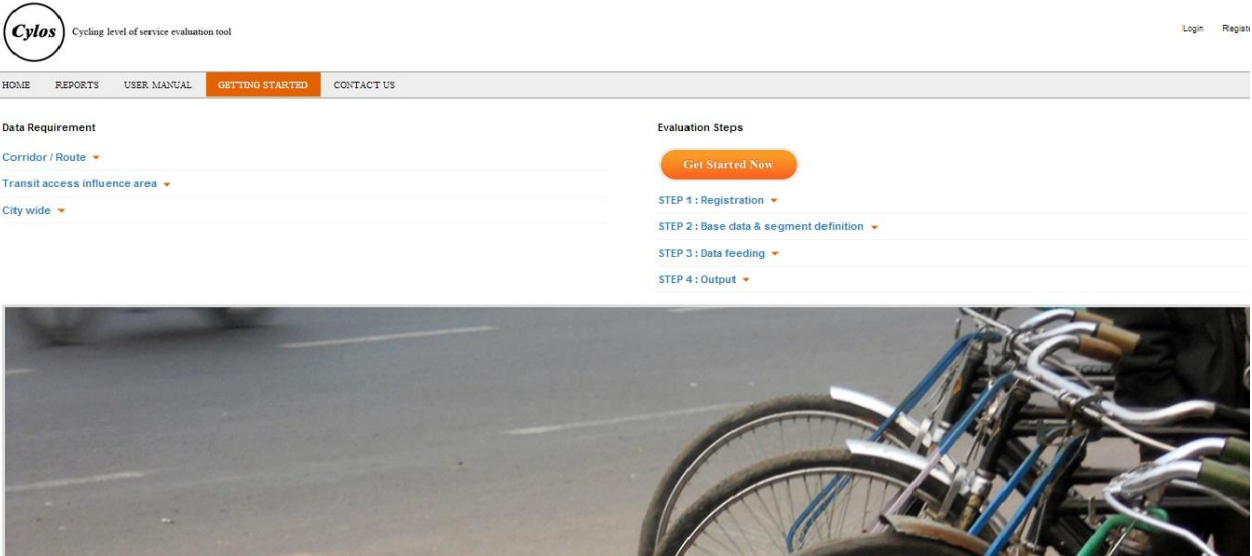 Cylos
Cycling level of service evaluation tool
Login Registe
HOME REPORTS USER MANUAL GETTING STARTED CONTACT US
Data Requirement
Corridor / Route
Transit access influence area
City wide
Evaluation Steps
Get Started Now
STEP 1 : Registration
STEP 2 : Base data & segment definition
STEP 3 : Data feeding
STEP 4 : Output